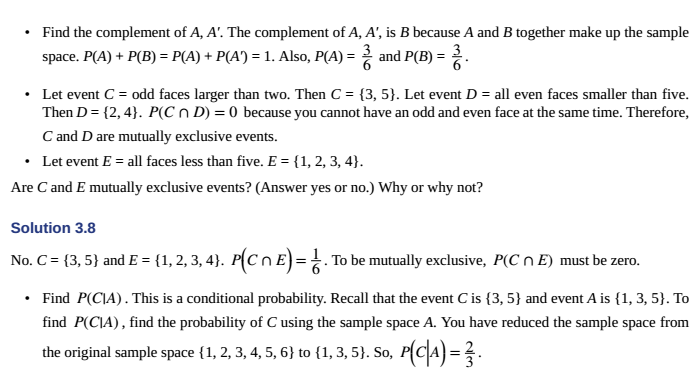 • Find the complement of A, A′. The complement of A, A′, is B because A and B together make up the sample
space. P(A) + P(B) = P(A) + P(A′) = 1. Also, P(A) = 3/6 and P(B) = 3/6.
• Let event C = odd faces larger than two. Then C = {3, 5}. Let event D = all even faces smaller than five.
Then D = {2, 4}. P(C ∩ D) = 0 because you cannot have an odd and even face at the same time. Therefore,
C and D are mutually exclusive events.
• Let event E = all faces less than five. E = {1, 2, 3, 4}.
Are C and E mutually exclusive events? (Answer yes or no.) Why or why not?
Solution 3.8
No. C = {3, 5} and E = {1, 2, 3, 4}. P(C ∩ E) = 1/6. To be mutually exclusive, P(C ∩ E) must be zero.
• Find P(C|A). This is a conditional probability. Recall that the event C is {3, 5} and event A is {1, 3, 5}. To
find P(C|A), find the probability of C using the sample space A. You have reduced the sample space from
the original sample space {1, 2, 3, 4, 5, 6} to {1, 3, 5}. So, P(C|A) = 2/3.